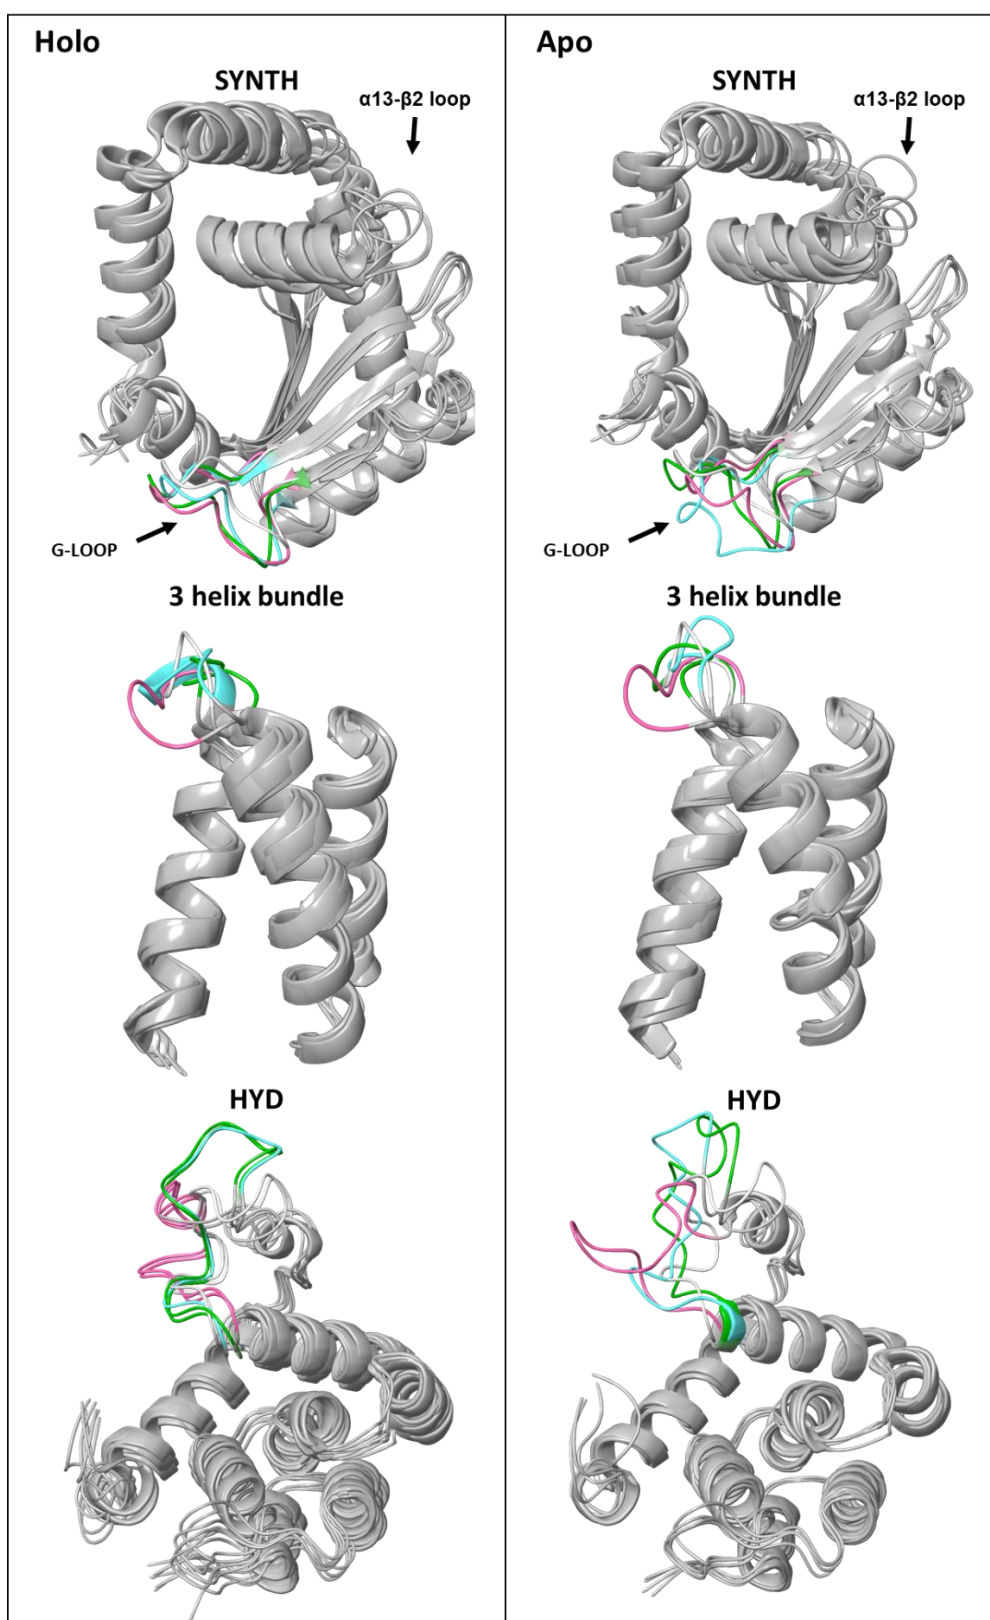 Holo
SYNTH
α13-β2 loop
G-LOOP
3 helix bundle
HYD
Apo
SYNTH
α13-β2 loop
G-LOOP
3 helix bundle
HYD